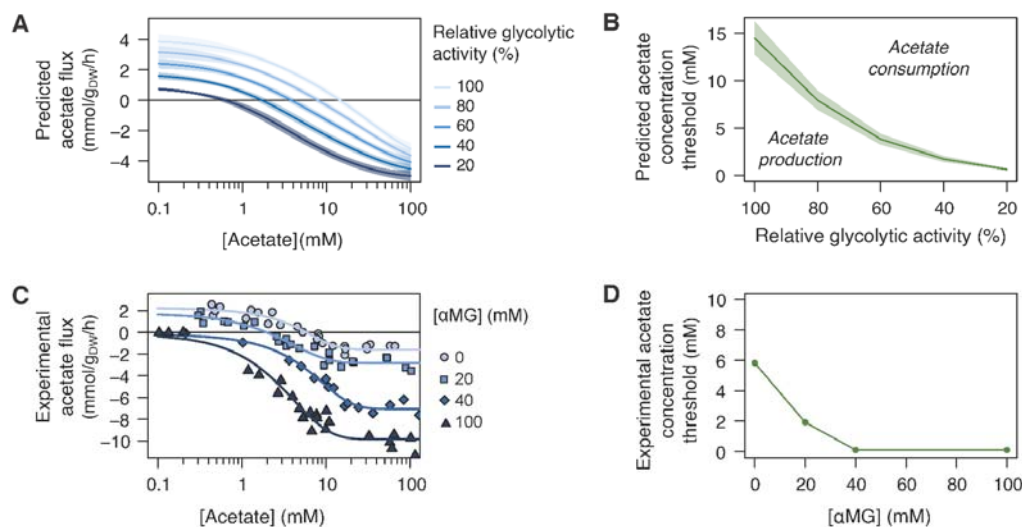 A
Predicted
acetate flux
(mmol/gDW/h)
4
2
0
−2
−4
0.1
1
10
100
[Acetate] (mM)
Relative glycolytic
activity (%)
100
80
60
40
20
B
Predicted acetate
concentration
threshold (mM)
15
10
5
0
Acetate
consumption
Acetate
production
100
80
60
40
20
Relative glycolytic activity (%)
C
Experimental
acetate flux
(mmol/gDW/h)
2
0
−2
−4
−6
−8
−10
0.1
1
10
100
[Acetate] (mM)
[αMG] (mM)
0
20
40
100
D
Experimental acetate
concentration
threshold (mM)
10
8
6
4
2
0
0
20
40
60
80
100
[αMG] (mM)